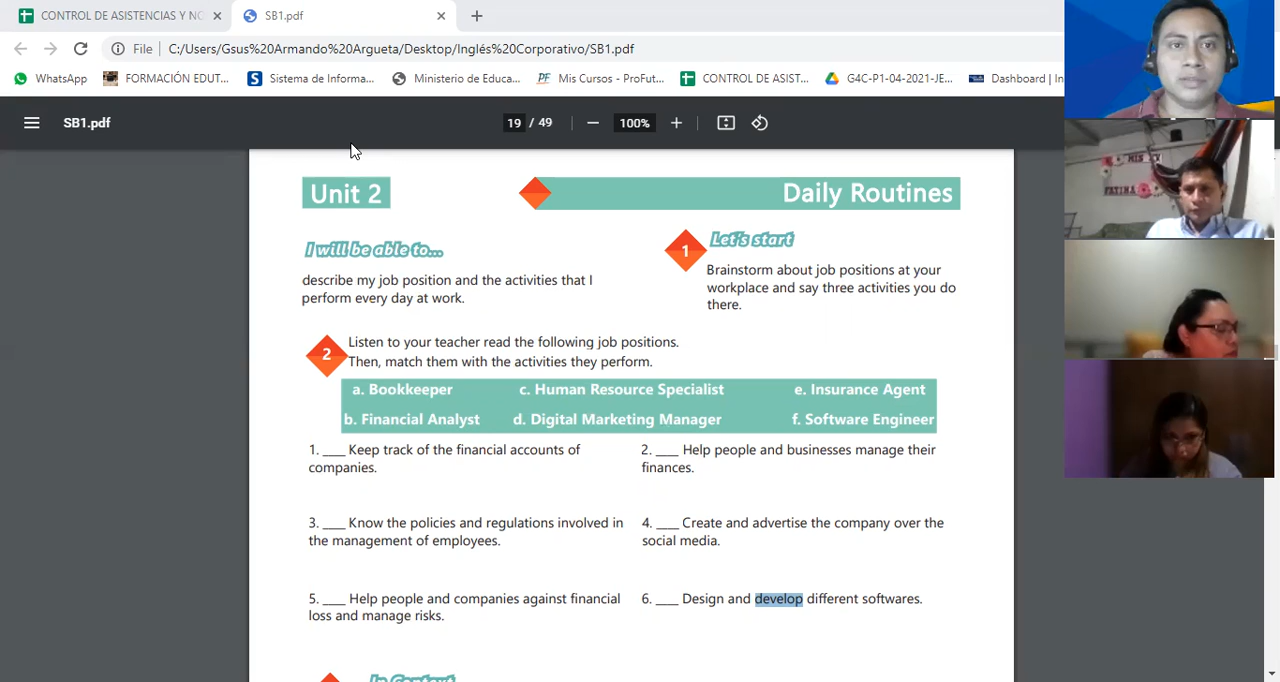 CONTROL DE ASISTENCIAS Y NO
SB1.pdf
File
C:/Users/Gsus%20Armando%20Argueta/Desktop/Inglés%20Corporativo/SB1.pdf
WhatsApp
FORMACIÓN EDUT...
Sistema de Informa...
Ministerio de Educa...
PF
Mis Cursos - ProFut...
CONTROL DE ASIST...
G4C-P1-04-2021-JE...
Dashboard | In
SB1.pdf
19 / 49
100%
Unit 2
Daily Routines
I will be able to...
describe my job position and the activities that I
perform every day at work.
1
Let's start
Brainstorm about job positions at your
workplace and say three activities you do
there.
2
Listen to your teacher read the following job positions.
Then, match them with the activities they perform.
a. Bookkeeper
c. Human Resource Specialist
e. Insurance Agent
b. Financial Analyst
d. Digital Marketing Manager
f. Software Engineer
1. ___ Keep track of the financial accounts of
companies.
2. ___ Help people and businesses manage their
finances.
3. ___ Know the policies and regulations involved in
the management of employees.
4. ___ Create and advertise the company over the
social media.
5. ___ Help people and companies against financial
loss and manage risks.
6. ___ Design and develop different softwares.
In Context
MIS XV
FATIMA